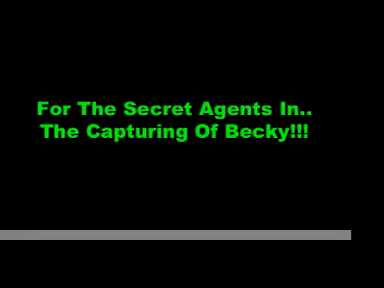 For The Secret Agents In..
The Capturing Of Becky!!!